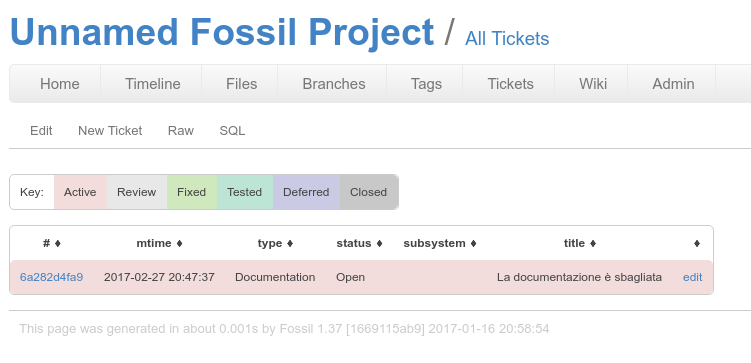 Unnamed Fossil Project / All Tickets
Home Timeline Files Branches Tags Tickets Wiki Admin
Edit New Ticket Raw SQL
Key: Active Review Fixed Tested Deferred Closed
# mtime type status subsystem title
6a282d4fa9 2017-02-27 20:47:37 Documentation Open La documentazione è sbagliata edit
This page was generated in about 0.001s by Fossil 1.37 [1669115ab9] 2017-01-16 20:58:54